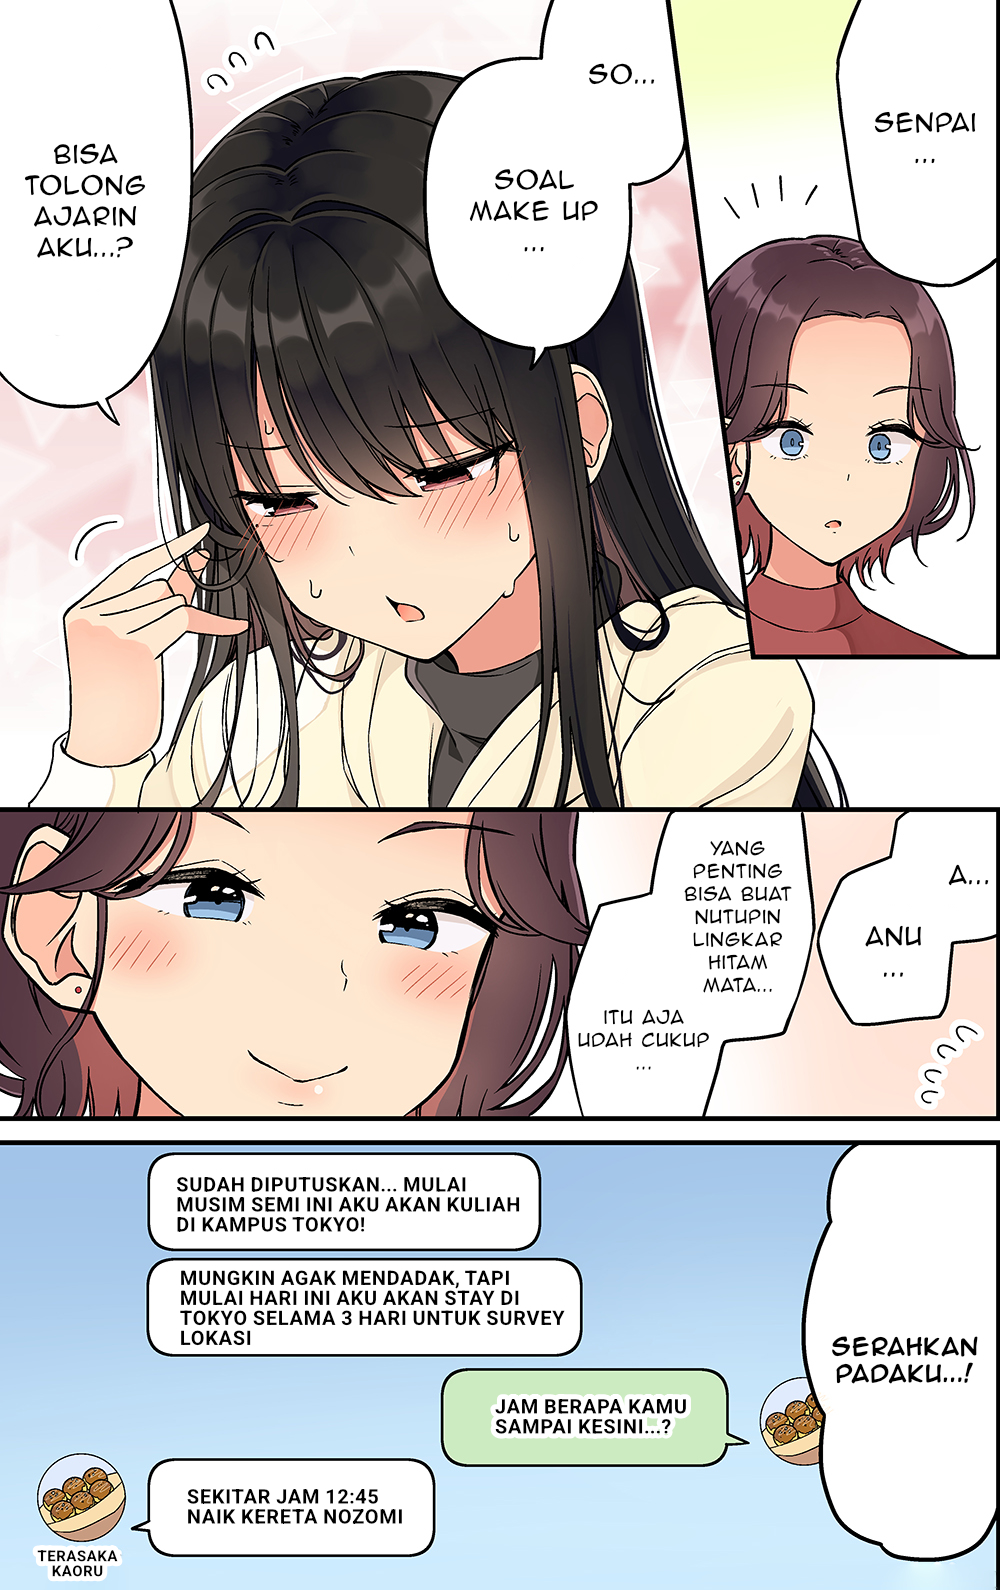 SENPAI
...
SO...
SOAL
MAKE UP
...
BISA
TOLONG
AJARIN
AKU...?
A...
ANU
...
YANG
PENTING
BISA BUAT
NUTUPIN
LINGKAR
HITAM
MATA...
ITU AJA
UDAH CUKUP
...
SERAHKAN
PADAKU...!
SUDAH DIPUTUSKAN... MULAI
MUSIM SEMI INI AKU AKAN KULIAH
DI KAMPUS TOKYO!
MUNGKIN AGAK MENDADAK, TAPI
MULAI HARI INI AKU AKAN STAY DI
TOKYO SELAMA 3 HARI UNTUK SURVEY
LOKASI
JAM BERAPA KAMU
SAMPAI KESINI...?
SEKITAR JAM 12:45
NAIK KERETA NOZOMI
TERASAKA
KAORU